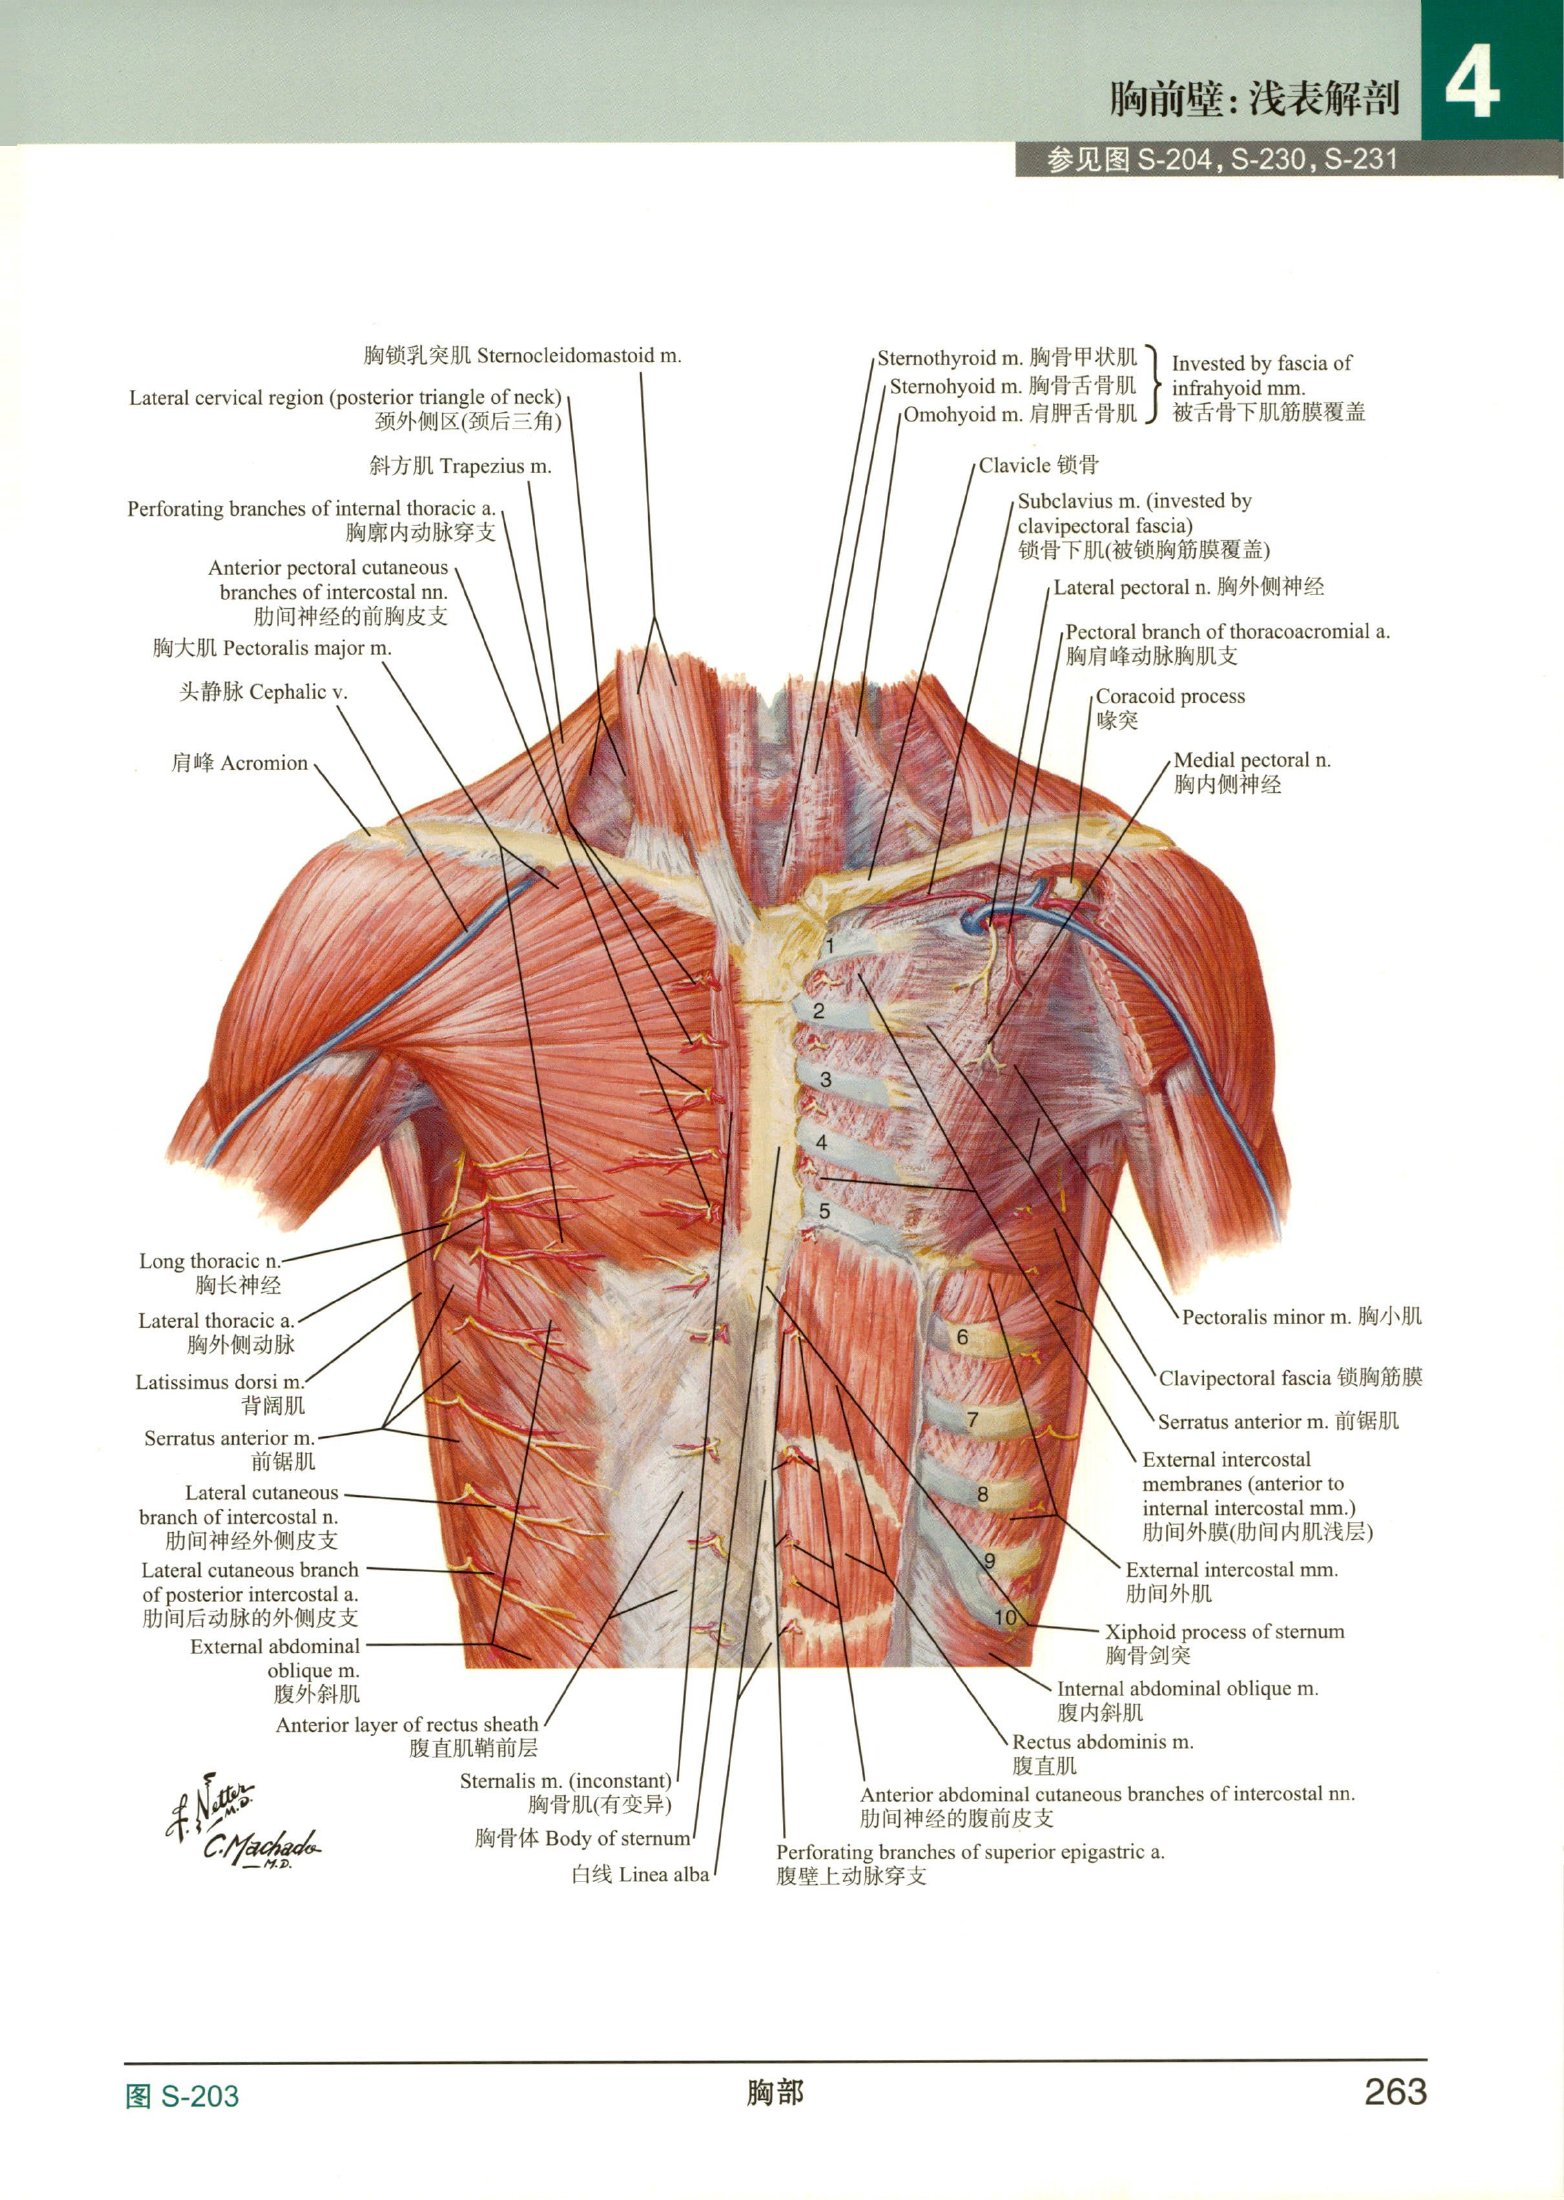 胸前壁：浅表解剖
4
参见图 S-204, S-230, S-231
胸锁乳突肌 Sternocleidomastoid m.
Lateral cervical region (posterior triangle of neck)
颈外侧区(颈后三角)
斜方肌 Trapezius m.
Perforating branches of internal thoracic a.
胸廓内动脉穿支
Anterior pectoral cutaneous
branches of intercostal nn.
肋间神经的前胸皮支
胸大肌 Pectoralis major m.
头静脉 Cephalic v.
肩峰 Acromion
Sternothyroid m. 胸骨甲状肌
Sternohyoid m. 胸骨舌骨肌
Omohyoid m. 肩胛舌骨肌
Invested by fascia of
infrahyoid mm.
被舌骨下肌筋膜覆盖
Clavicle 锁骨
Subclavius m. (invested by
clavipectoral fascia)
锁骨下肌(被锁胸筋膜覆盖)
Lateral pectoral n. 胸外侧神经
Pectoral branch of thoracoacromial a.
胸肩峰动脉胸肌支
Coracoid process
喙突
Medial pectoral n.
胸内侧神经
1
2
3
4
5
6
7
8
9
10
Long thoracic n.
胸长神经
Lateral thoracic a.
胸外侧动脉
Latissimus dorsi m.
背阔肌
Serratus anterior m.
前锯肌
Lateral cutaneous
branch of intercostal n.
肋间神经外侧皮支
Lateral cutaneous branch
of posterior intercostal a.
肋间后动脉的外侧皮支
External abdominal
oblique m.
腹外斜肌
Anterior layer of rectus sheath
腹直肌鞘前层
Sternalis m. (inconstant)
胸骨肌(有变异)
胸骨体 Body of sternum
白线 Linea alba
Pectoralis minor m. 胸小肌
Clavipectoral fascia 锁胸筋膜
Serratus anterior m. 前锯肌
External intercostal
membranes (anterior to
internal intercostal mm.)
肋间外膜(肋间内肌浅层)
External intercostal mm.
肋间外肌
Xiphoid process of sternum
胸骨剑突
Internal abdominal oblique m.
腹内斜肌
Rectus abdominis m.
腹直肌
Anterior abdominal cutaneous branches of intercostal nn.
肋间神经的腹前皮支
Perforating branches of superior epigastric a.
腹壁上动脉穿支
F. Netter
M.D.
C. Machado
M.D.
图 S-203
胸部
263